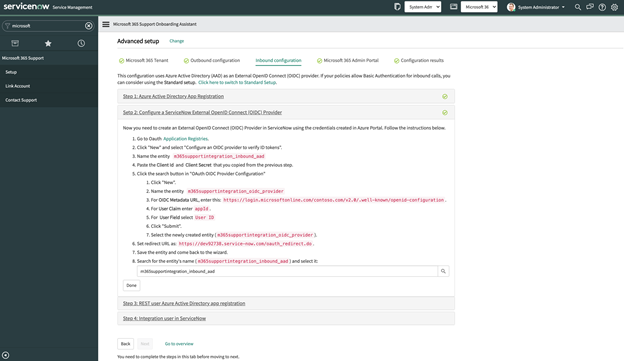 servicenow Service Management
System Adm
Microsoft 36
System Administrator
microsoft
Microsoft 365 Support
Setup
Link Account
Contact Support
Microsoft 365 Support Onboarding Assistant
Advanced setup Change
Microsoft 365 Tenant
Outbound configuration
Inbound configuration
Microsoft 365 Admin Portal
Configuration results
This configuration uses Azure Active Directory (AAD) as an External OpenID Connect (OIDC) provider. If your policies allow Basic Authentication for inbound calls, you
can consider using the Standard setup. Click here to switch to Standard Setup.
Step 1: Azure Active Directory App Registration
Setp 2: Configure a ServiceNow External OpenID Connect (OIDC) Provider
Now you need to create an External OpenID Connect (OIDC) Provider in ServiceNow using the credentials created in Azure Portal. Follow the instructions below.
1. Go to Oauth Application Registries.
2. Click "New" and select "Configure an OIDC provider to verify ID tokens".
3. Name the entity m365supportintegration_inbound_aad
4. Paste the Client id and Client Secret that you copied from the previous step.
5. Click the search button in "OAuth OIDC Provider Configuration"
1. Click "New".
2. Name the entity m365supportintegration_oidc_provider
3. For OIDC Metadata URL, enter this: https://login.microsoftonline.com/contoso.com/v2.0/.well-known/openid-configuration.
4. For User Claim enter appId.
5. For User Field select User ID
6. Click "Submit".
7. Select the newly created entity (m365supportintegration_oidc_provider).
6. Set redirect URL as: https://dev92730.service-now.com/oauth_redirect.do.
7. Save the entity and come back to the wizard.
8. Search for the entity's name (m365supportintegration_inbound_aad) and select it:
m365supportintegration_inbound_aad
Done
Step 3: REST user Azure Active Directory app registration
Step 4: Integration user in ServiceNow
Back Next Go to overview
You need to complete the steps in this tab before moving to next.